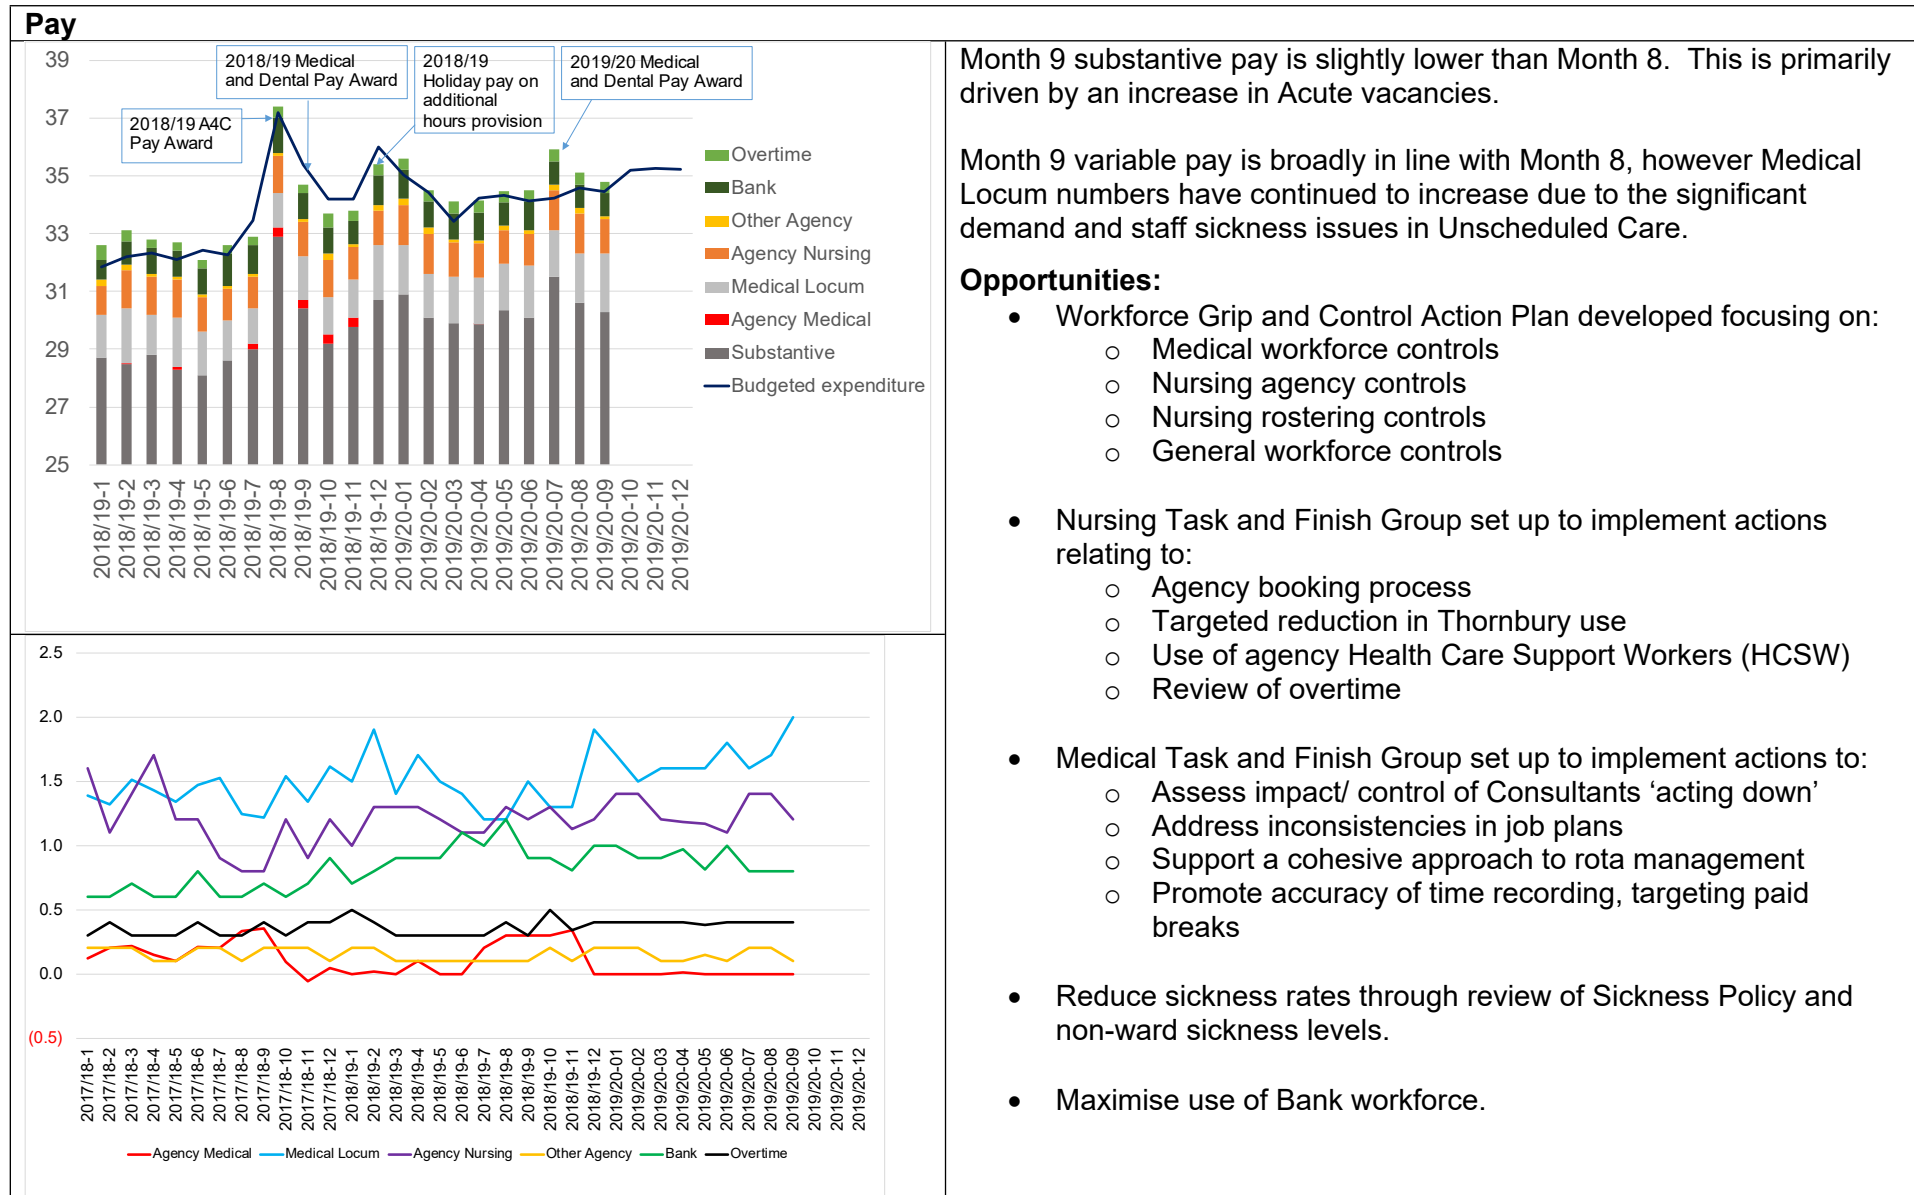 Pay
39
37
35
33
31
29
27
25
2018/19 A4C
Pay Award
2018/19 Medical
and Dental Pay Award
2018/19
Holiday pay on
additional
hours provision
2019/20 Medical
and Dental Pay Award
Overtime
Bank
Other Agency
Agency Nursing
Medical Locum
Agency Medical
Substantive
Budgeted expenditure
2018/19-1
2018/19-2
2018/19-3
2018/19-4
2018/19-5
2018/19-6
2018/19-7
2018/19-8
2018/19-9
2018/19-10
2018/19-11
2018/19-12
2019/20-01
2019/20-02
2019/20-03
2019/20-04
2019/20-05
2019/20-06
2019/20-07
2019/20-08
2019/20-09
2019/20-10
2019/20-11
2019/20-12
2.5
2.0
1.5
1.0
0.5
0.0
(0.5)
2017/18-1
2017/18-2
2017/18-3
2017/18-4
2017/18-5
2017/18-6
2017/18-7
2017/18-8
2017/18-9
2017/18-10
2017/18-11
2017/18-12
2018/19-1
2018/19-2
2018/19-3
2018/19-4
2018/19-5
2018/19-6
2018/19-7
2018/19-8
2018/19-9
2018/19-10
2018/19-11
2018/19-12
2019/20-01
2019/20-02
2019/20-03
2019/20-04
2019/20-05
2019/20-06
2019/20-07
2019/20-08
2019/20-09
2019/20-10
2019/20-11
2019/20-12
Agency Medical
Medical Locum
Agency Nursing
Other Agency
Bank
Overtime
Month 9 substantive pay is slightly lower than Month 8. This is primarily
driven by an increase in Acute vacancies.
Month 9 variable pay is broadly in line with Month 8, however Medical
Locum numbers have continued to increase due to the significant
demand and staff sickness issues in Unscheduled Care.
Opportunities:
• Workforce Grip and Control Action Plan developed focusing on:
o Medical workforce controls
o Nursing agency controls
o Nursing rostering controls
o General workforce controls
• Nursing Task and Finish Group set up to implement actions
relating to:
o Agency booking process
o Targeted reduction in Thornbury use
o Use of agency Health Care Support Workers (HCSW)
o Review of overtime
• Medical Task and Finish Group set up to implement actions to:
o Assess impact/ control of Consultants ‘acting down’
o Address inconsistencies in job plans
o Support a cohesive approach to rota management
o Promote accuracy of time recording, targeting paid
breaks
• Reduce sickness rates through review of Sickness Policy and
non-ward sickness levels.
• Maximise use of Bank workforce.